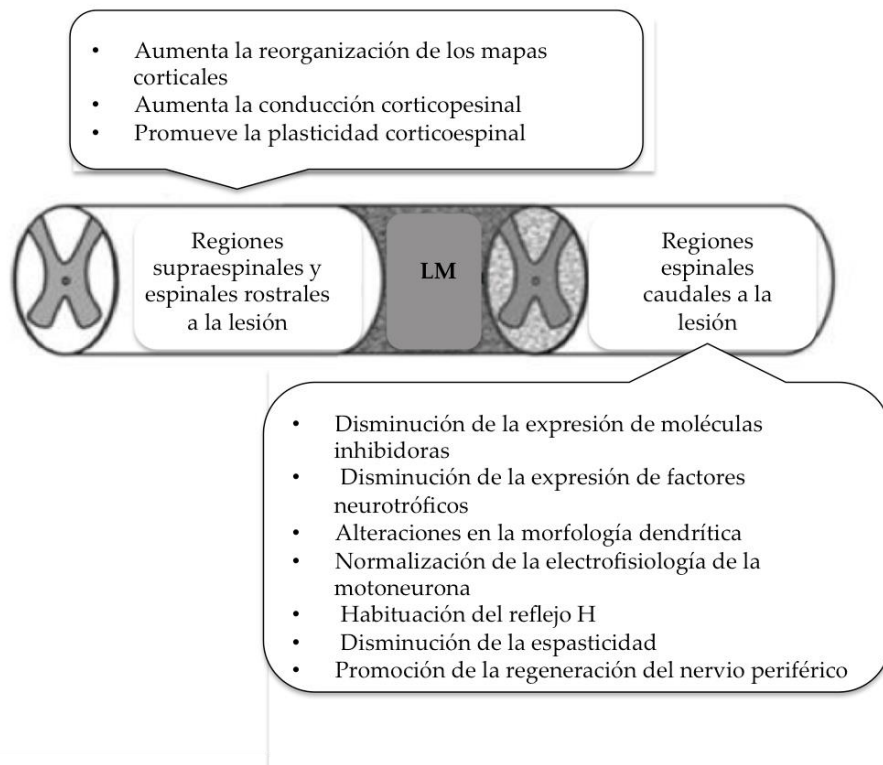 • Aumenta la reorganización de los mapas
corticales
• Aumenta la conducción corticopesinal
• Promueve la plasticidad corticoespinal
Regiones
supraespinales y
espinales rostrales
a la lesión
LM
Regiones
espinales
caudales a la
lesión
• Disminución de la expresión de moléculas
inhibidoras
• Disminución de la expresión de factores
neurotróficos
• Alteraciones en la morfología dendrítica
• Normalización de la electrofisiología de la
motoneurona
• Habituación del reflejo H
• Disminución de la espasticidad
• Promoción de la regeneración del nervio periférico